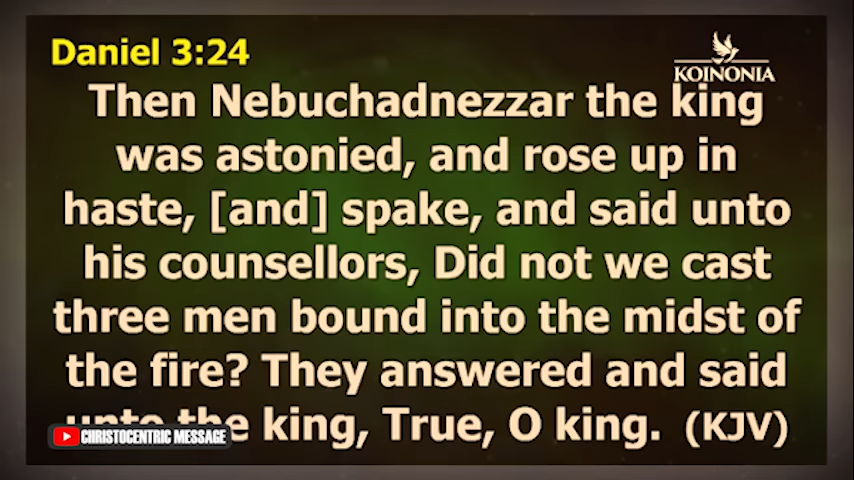 Daniel 3:24
KOINONIA
Then Nebuchadnezzar the king
was astonied, and rose up in
haste, [and] spake, and said unto
his counsellors, Did not we cast
three men bound into the midst of
the fire? They answered and said
unto the king, True, O king. (KJV)
CHRISTOCENTRIC MESSAGE